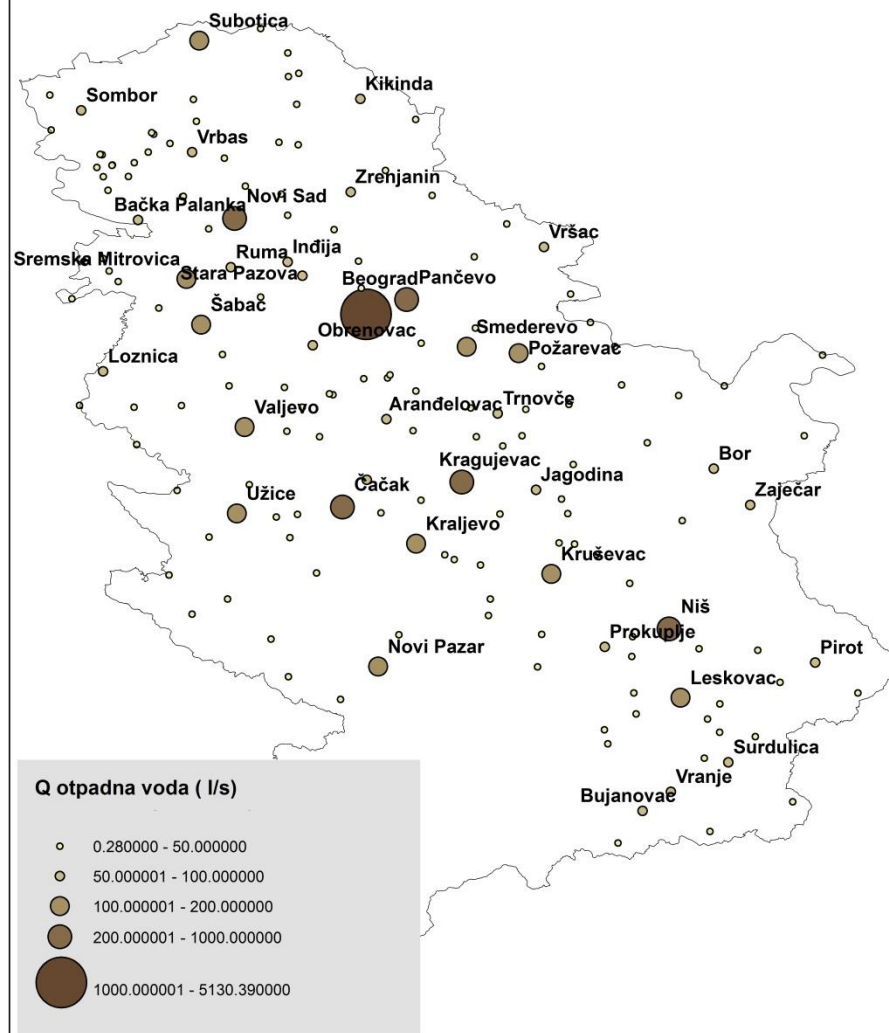 Subotica
Kikinda
Sombor
Vrbas
Zrenjanin
Novi Sad
Bačka Palanka
Vršac
Inđija
Ruma
Sremska Mitrovica
Stara Pazova
Beograd
Pančevo
Šabac
Obrenovac
Smederevo
Požarevac
Loznica
Trnovče
Aranđelovac
Valjevo
Bor
Kragujevac
Jagodina
Čačak
Užice
Zaječar
Kraljevo
Kruševac
Niš
Prokuplje
Novi Pazar
Pirot
Leskovac
Surdulica
Vranje
Bujanovac
Q otpadna voda ( l/s)
0.280000 - 50.000000
50.000001 - 100.000000
100.000001 - 200.000000
200.000001 - 1000.000000
1000.000001 - 5130.390000